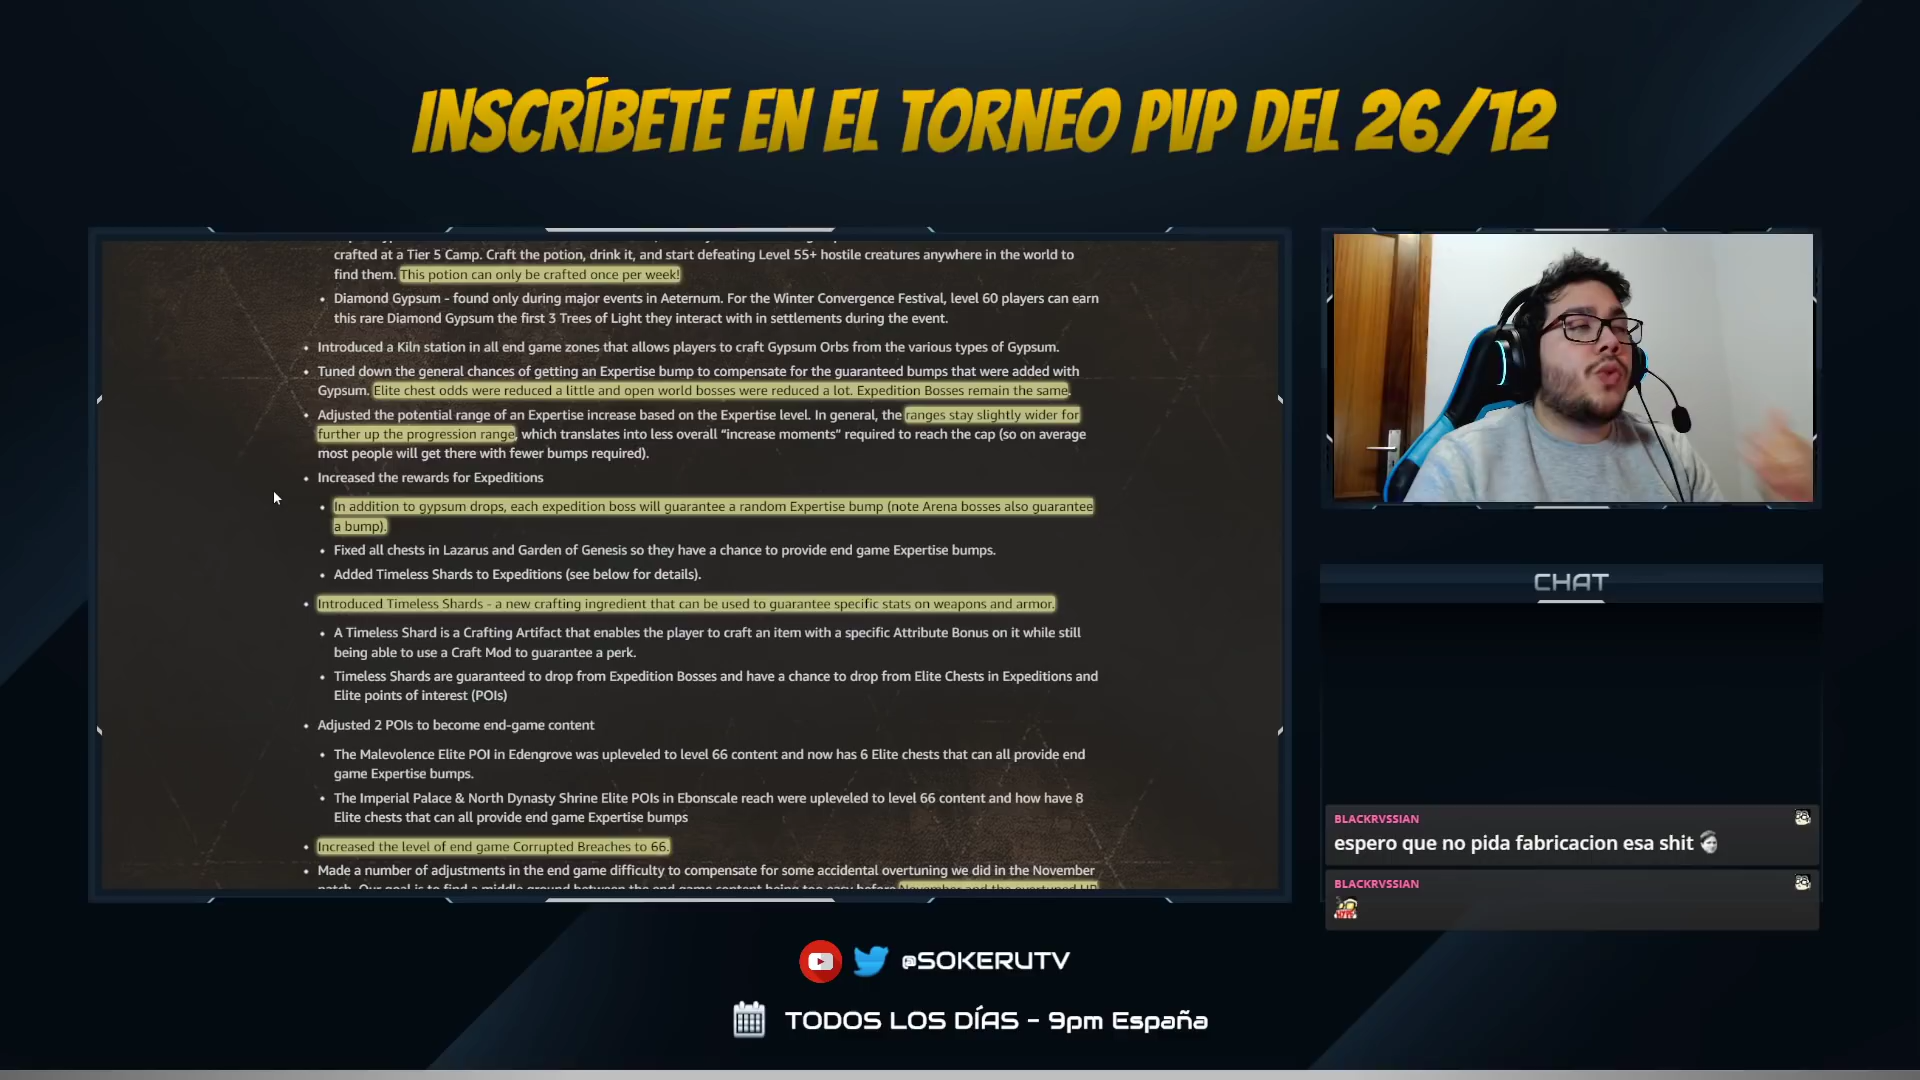 INSCRÍBETE EN EL TORNEO PVP DEL 26/12
crafted at a Tier 5 Camp. Craft the potion, drink it, and start defeating Level 55+ hostile creatures anywhere in the world to
find them. This potion can only be crafted once per week!
• Diamond Gypsum - found only during major events in Aeternum. For the Winter Convergence Festival, level 60 players can earn
this rare Diamond Gypsum the first 3 Trees of Light they interact with in settlements during the event.
• Introduced a Kiln station in all end game zones that allows players to craft Gypsum Orbs from the various types of Gypsum.
• Tuned down the general chances of getting an Expertise bump to compensate for the guaranteed bumps that were added with
Gypsum. Elite chest odds were reduced a little and open world bosses were reduced a lot. Expedition Bosses remain the same.
• Adjusted the potential range of an Expertise increase based on the Expertise level. In general, the ranges stay slightly wider for
further up the progression range, which translates into less overall “increase moments” required to reach the cap (so on average
most people will get there with fewer bumps required).
• Increased the rewards for Expeditions
• In addition to gypsum drops, each expedition boss will guarantee a random Expertise bump (note Arena bosses also guarantee
a bump).
• Fixed all chests in Lazarus and Garden of Genesis so they have a chance to provide end game Expertise bumps.
• Added Timeless Shards to Expeditions (see below for details).
• Introduced Timeless Shards - a new crafting ingredient that can be used to guarantee specific stats on weapons and armor.
• A Timeless Shard is a Crafting Artifact that enables the player to craft an item with a specific Attribute Bonus on it while still
being able to use a Craft Mod to guarantee a perk.
• Timeless Shards are guaranteed to drop from Expedition Bosses and have a chance to drop from Elite Chests in Expeditions and
Elite points of interest (POIs)
• Adjusted 2 POIs to become end-game content
• The Malevolence Elite POI in Edengrove was upleveled to level 66 content and now has 6 Elite chests that can all provide end
game Expertise bumps.
• The Imperial Palace & North Dynasty Shrine Elite POIs in Ebonscale reach were upleveled to level 66 content and how have 8
Elite chests that can all provide end game Expertise bumps
• Increased the level of end game Corrupted Breaches to 66.
• Made a number of adjustments in the end game difficulty to compensate for some accidental overtuning we did in the November
patch. Our goal is to find a middle ground between the end game content being too easy before November and the overtuned HP
CHAT
BLACKRVSSIAN
espero que no pida fabricacion esa shit
BLACKRVSSIAN
@SOKERUTV
TODOS LOS DÍAS - 9pm España